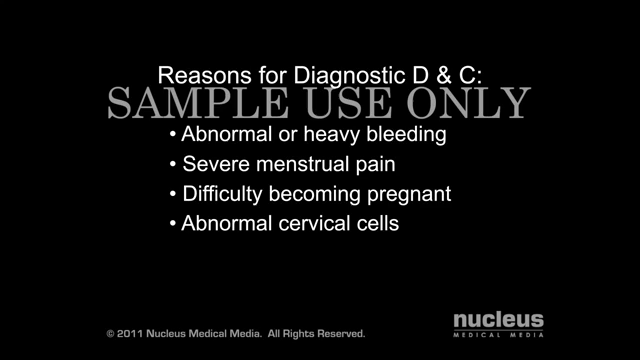 Reasons for Diagnostic D & C:
SAMPLE USE ONLY
• Abnormal or heavy bleeding
• Severe menstrual pain
• Difficulty becoming pregnant
• Abnormal cervical cells
nucleus
MEDICAL MEDIA
© 2011 Nucleus Medical Media. All Rights Reserved.